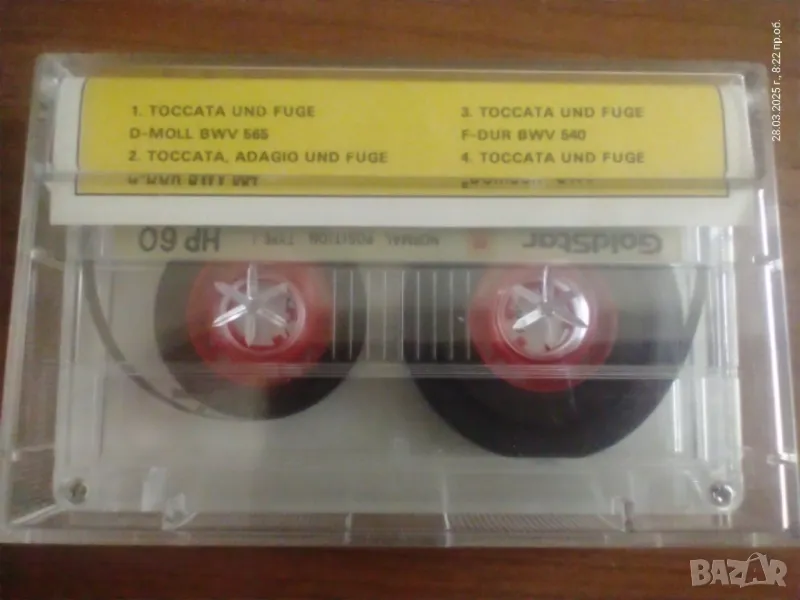 1. TOCCATA UND FUGE
D-MOLL BWV 565
2. TOCCATA, ADAGIO UND FUGE
3. TOCCATA UND FUGE
F-DUR BWV 540
4. TOCCATA UND FUGE
GoldStar
NORMAL POSITION TYPE I
HP 60
28.03.2025 г., 8:22 пр.об.
BAZAR